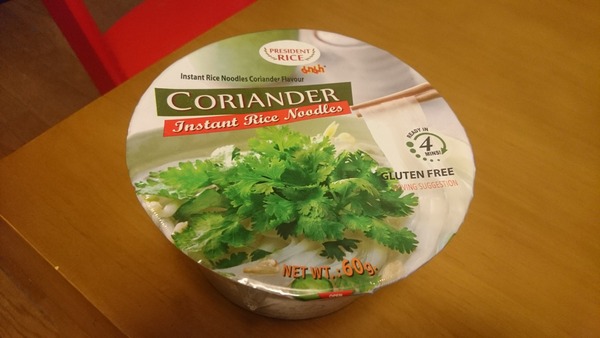 PRESIDENT
RICE
Instant Rice Noodles Coriander Flavour
CORIANDER
Instant Rice Noodles
READY IN
4
MINS!
GLUTEN FREE
SUGGESTION
NET WT.: 60g.